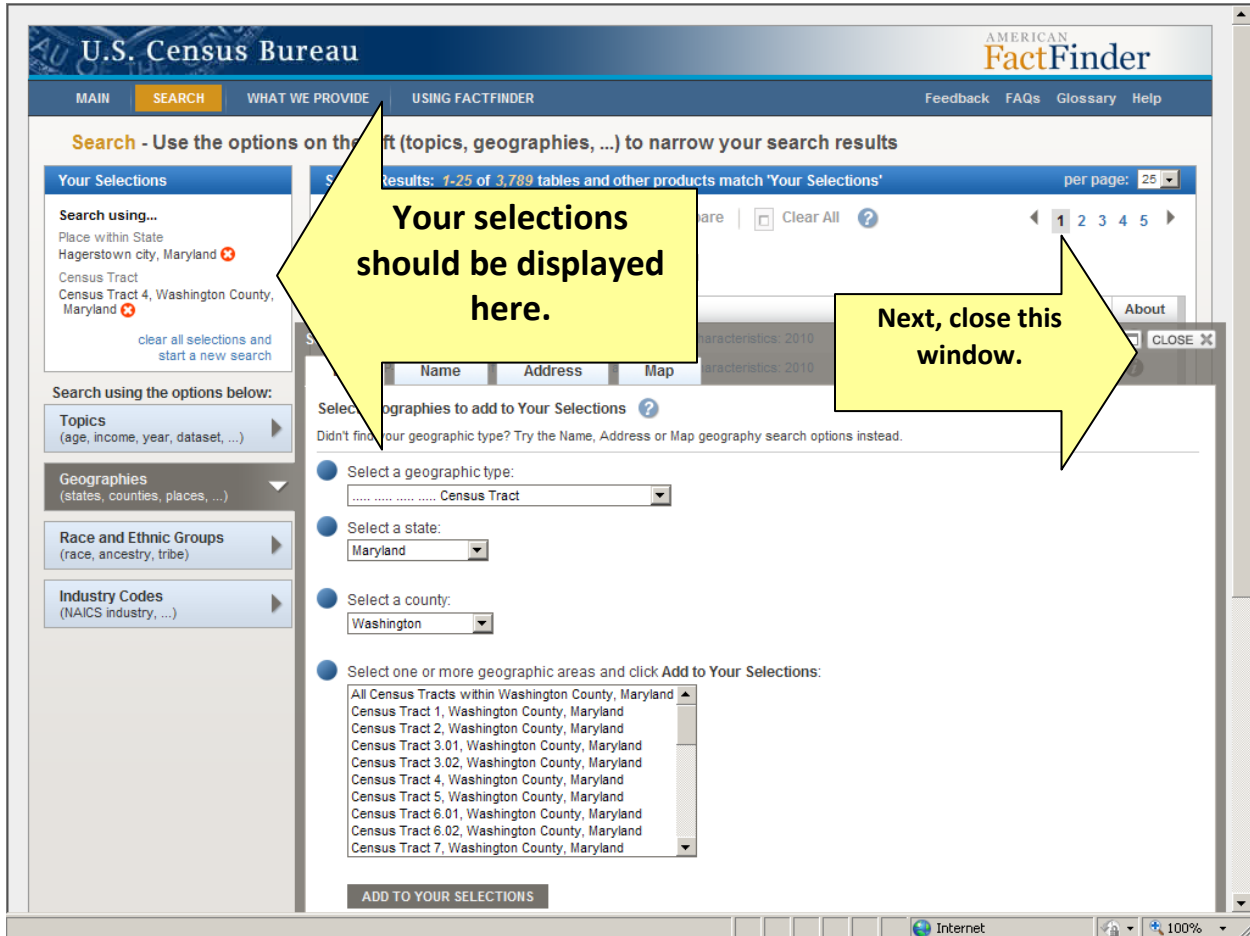 U.S. Census Bureau
AMERICAN
FactFinder
MAIN SEARCH WHAT WE PROVIDE USING FACTFINDER Feedback FAQs Glossary Help
Search - Use the options on the ft (topics, geographies, ...) to narrow your search results
Your Selections
Search using...
Place within State
Hagerstown city, Maryland
Census Tract
Census Tract 4, Washington County,
Maryland
clear all selections and
start a new search
Search using the options below:
Topics
(age, income, year, dataset, ...)
Geographies
(states, counties, places, ...)
Race and Ethnic Groups
(race, ancestry, tribe)
Industry Codes
(NAICS industry, ...)
S esults: 1-25 of 3,789 tables and other products match 'Your Selections' per page: 25
are Clear All ?
1 2 3 4 5
Your selections
should be displayed
here.
Next, close this
window.
About
S haracteristics: 2010 CLOSE X
Name Address Map aracteristics: 2010
Select ographies to add to Your Selections ?
Didn't find your geographic type? Try the Name, Address or Map geography search options instead.
Select a geographic type:
..... ..... ..... ..... Census Tract
Select a state:
Maryland
Select a county:
Washington
Select one or more geographic areas and click Add to Your Selections:
All Census Tracts within Washington County, Maryland
Census Tract 1, Washington County, Maryland
Census Tract 2, Washington County, Maryland
Census Tract 3.01, Washington County, Maryland
Census Tract 3.02, Washington County, Maryland
Census Tract 4, Washington County, Maryland
Census Tract 5, Washington County, Maryland
Census Tract 6.01, Washington County, Maryland
Census Tract 6.02, Washington County, Maryland
Census Tract 7, Washington County, Maryland
ADD TO YOUR SELECTIONS
Internet 100%